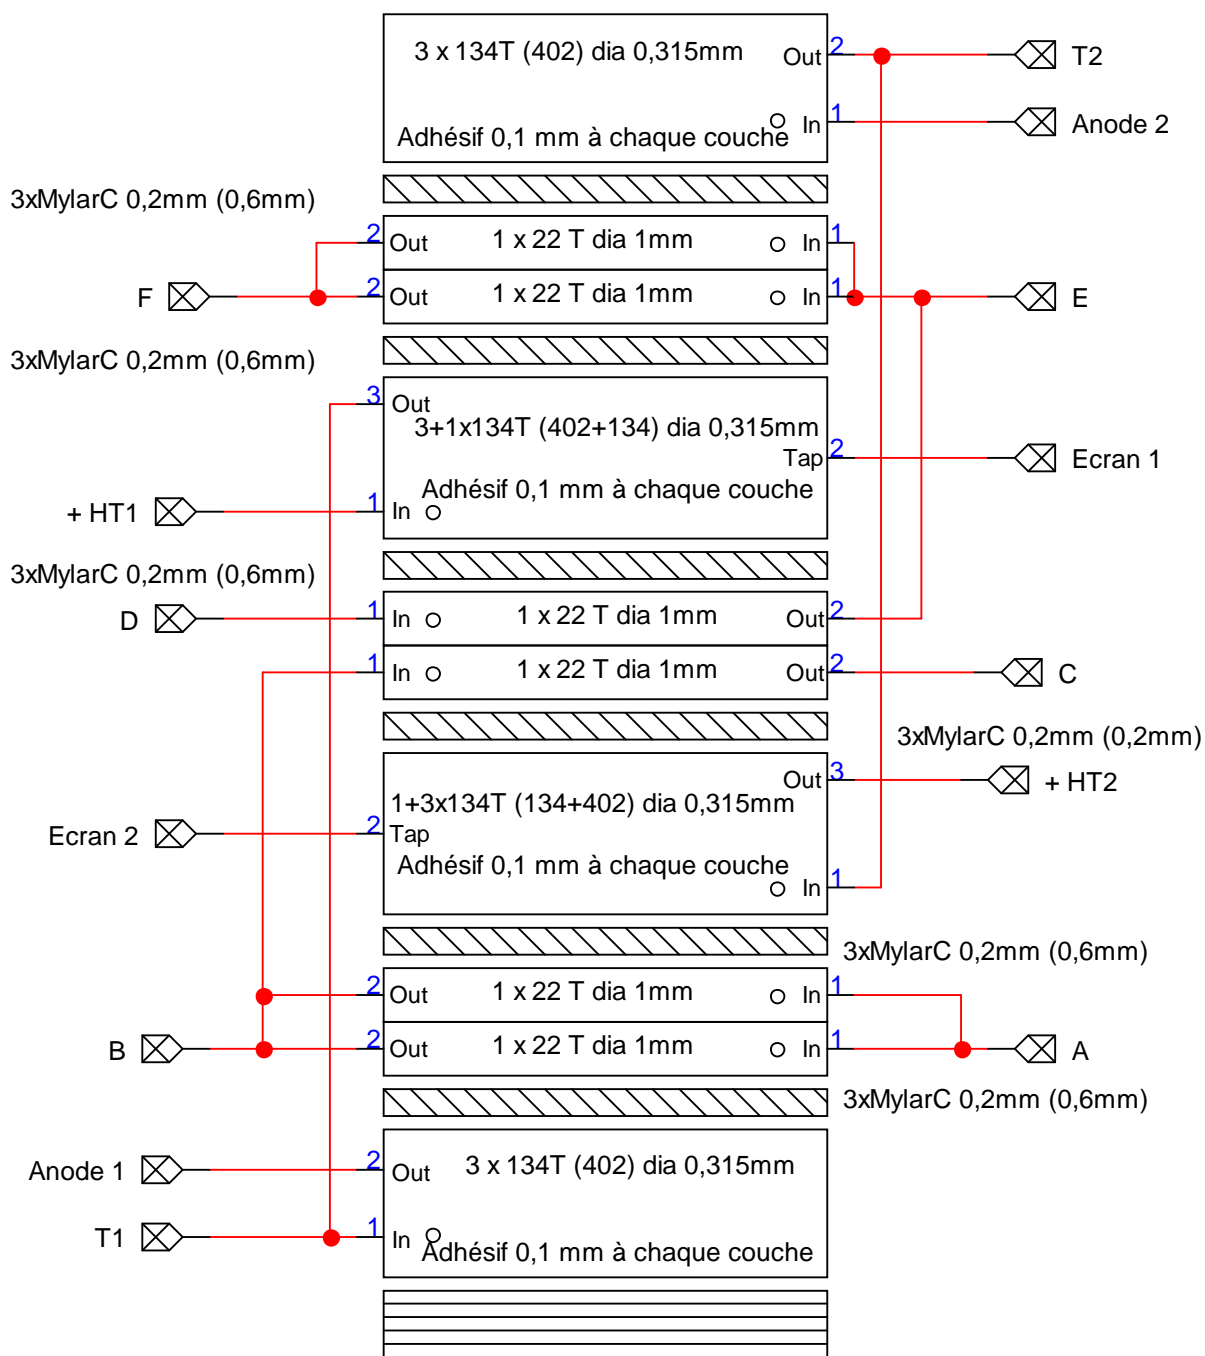 3 x 134T (402) dia 0,315mm
Out
2
T2
Adhésif 0,1 mm à chaque couche
In
1
Anode 2
3xMylarC 0,2mm (0,6mm)
2
Out
1 x 22 T dia 1mm
In
1
F
2
Out
1 x 22 T dia 1mm
In
1
E
3xMylarC 0,2mm (0,6mm)
3
Out
3+1x134T (402+134) dia 0,315mm
Tap
2
Ecran 1
+ HT1
1
In
Adhésif 0,1 mm à chaque couche
3xMylarC 0,2mm (0,6mm)
D
1
In
1 x 22 T dia 1mm
Out
2
1
In
1 x 22 T dia 1mm
Out
2
C
3xMylarC 0,2mm (0,2mm)
Out
3
+ HT2
1+3x134T (134+402) dia 0,315mm
Ecran 2
2
Tap
Adhésif 0,1 mm à chaque couche
In
1
3xMylarC 0,2mm (0,6mm)
2
Out
1 x 22 T dia 1mm
In
1
B
2
Out
1 x 22 T dia 1mm
In
1
A
3xMylarC 0,2mm (0,6mm)
Anode 1
2
Out
3 x 134T (402) dia 0,315mm
T1
1
In
Adhésif 0,1 mm à chaque couche